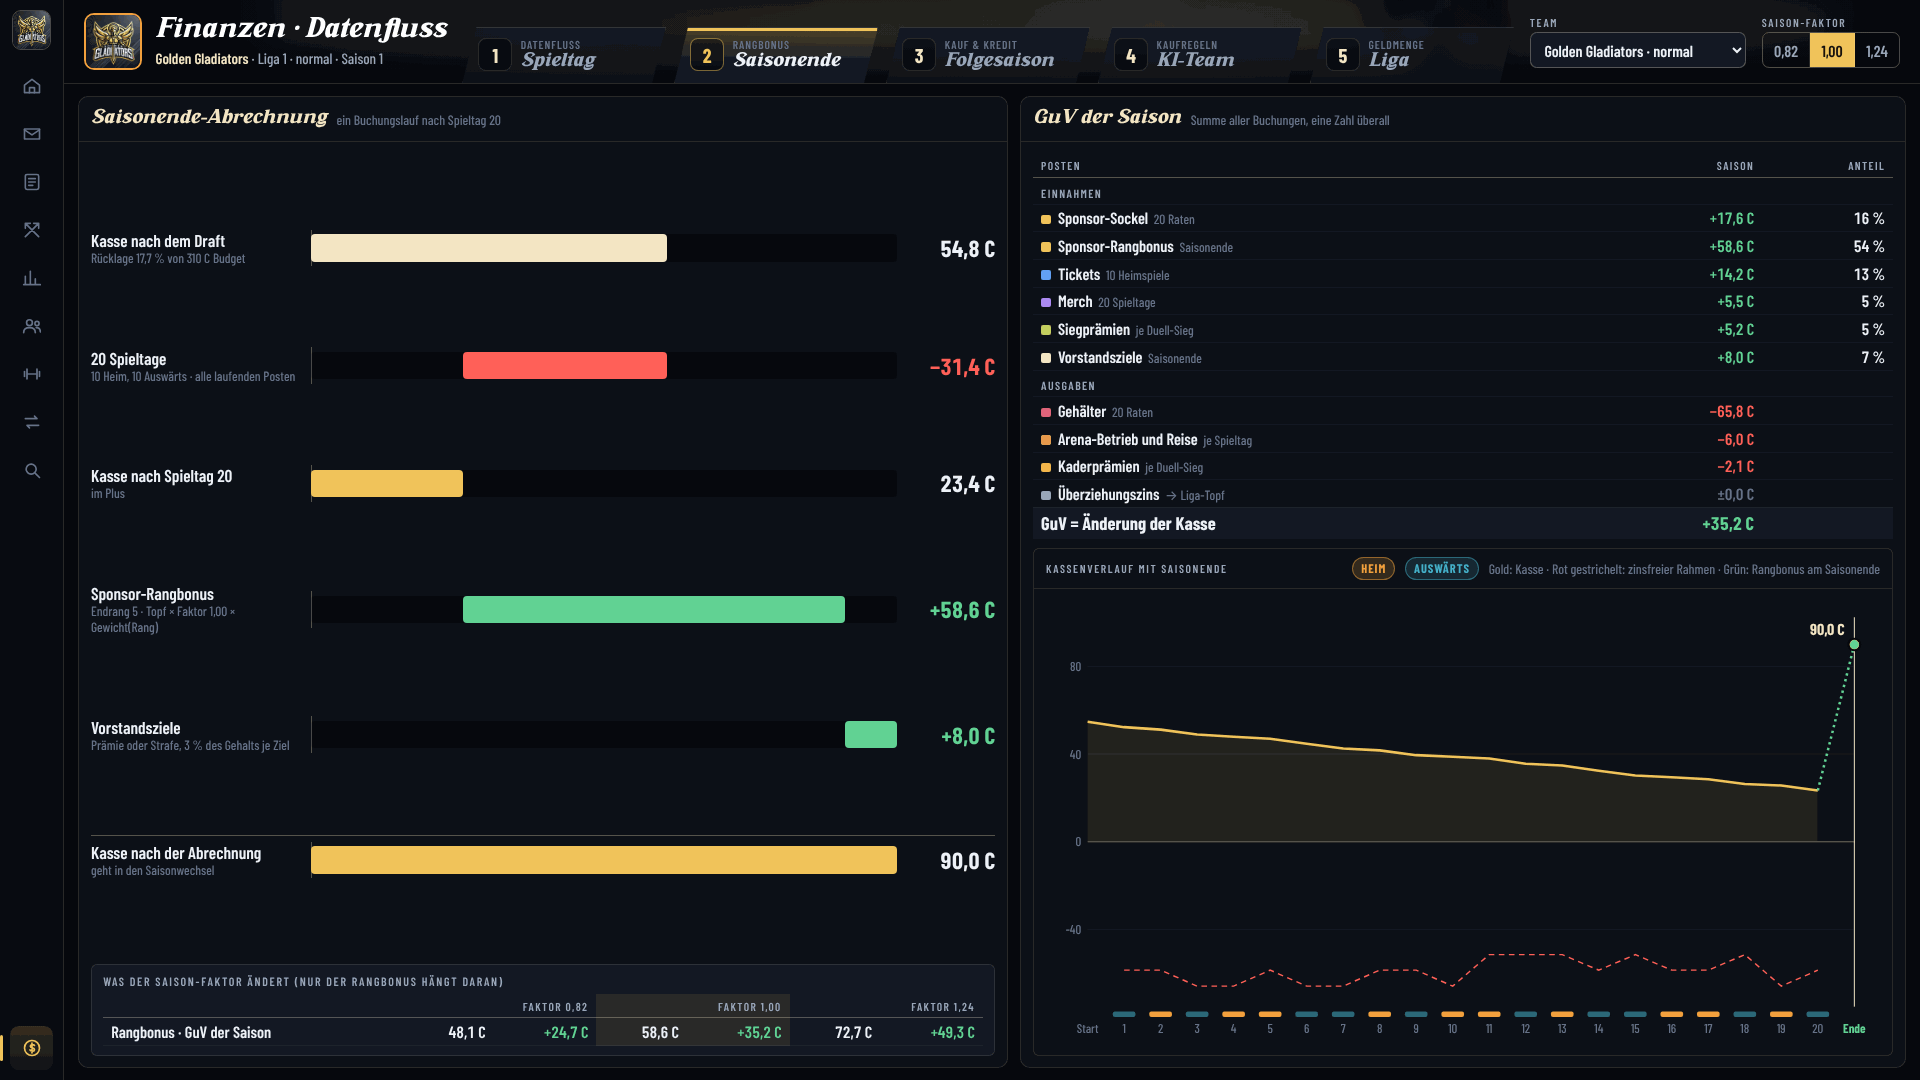 Finanzen · Datenfluss
Golden Gladiators · Liga 1 · normal · Saison 1
1 DATENFLUSS Spieltag
2 RANGBONUS Saisonende
3 KAUF & KREDIT Folgesaison
4 KAUFREGELN KI-Team
5 GELDMENGE Liga
TEAM
Golden Gladiators · normal
SAISON-FAKTOR
0,82 1,00 1,24
Saisonende-Abrechnung ein Buchungslauf nach Spieltag 20
Kasse nach dem Draft
Rücklage 17,7 % von 310 C Budget
54,8 C
20 Spieltage
10 Heim, 10 Auswärts · alle laufenden Posten
−31,4 C
Kasse nach Spieltag 20
im Plus
23,4 C
Sponsor-Rangbonus
Endrang 5 · Topf × Faktor 1,00 ×
Gewicht(Rang)
+58,6 C
Vorstandsziele
Prämie oder Strafe, 3 % des Gehalts je Ziel
+8,0 C
Kasse nach der Abrechnung
geht in den Saisonwechsel
90,0 C
WAS DER SAISON-FAKTOR ÄNDERT (NUR DER RANGBONUS HÄNGT DARAN)
FAKTOR 0,82 FAKTOR 1,00 FAKTOR 1,24
Rangbonus · GuV der Saison 48,1 C +24,7 C 58,6 C +35,2 C 72,7 C +49,3 C
GuV der Saison Summe aller Buchungen, eine Zahl überall
POSTEN SAISON ANTEIL
EINNAHMEN
Sponsor-Sockel 20 Raten +17,6 C 16 %
Sponsor-Rangbonus Saisonende +58,6 C 54 %
Tickets 10 Heimspiele +14,2 C 13 %
Merch 20 Spieltage +5,5 C 5 %
Siegprämien je Duell-Sieg +5,2 C 5 %
Vorstandsziele Saisonende +8,0 C 7 %
AUSGABEN
Gehälter 20 Raten −65,8 C
Arena-Betrieb und Reise je Spieltag −6,0 C
Kaderprämien je Duell-Sieg −2,1 C
Überziehungszins → Liga-Topf ±0,0 C
GuV = Änderung der Kasse +35,2 C
KASSENVERLAUF MIT SAISONENDE HEIM AUSWÄRTS Gold: Kasse · Rot gestrichelt: zinsfreier Rahmen · Grün: Rangbonus am Saisonende
90,0 C
80
40
0
-40
Start 1 2 3 4 5 6 7 8 9 10 11 12 13 14 15 16 17 18 19 20 Ende